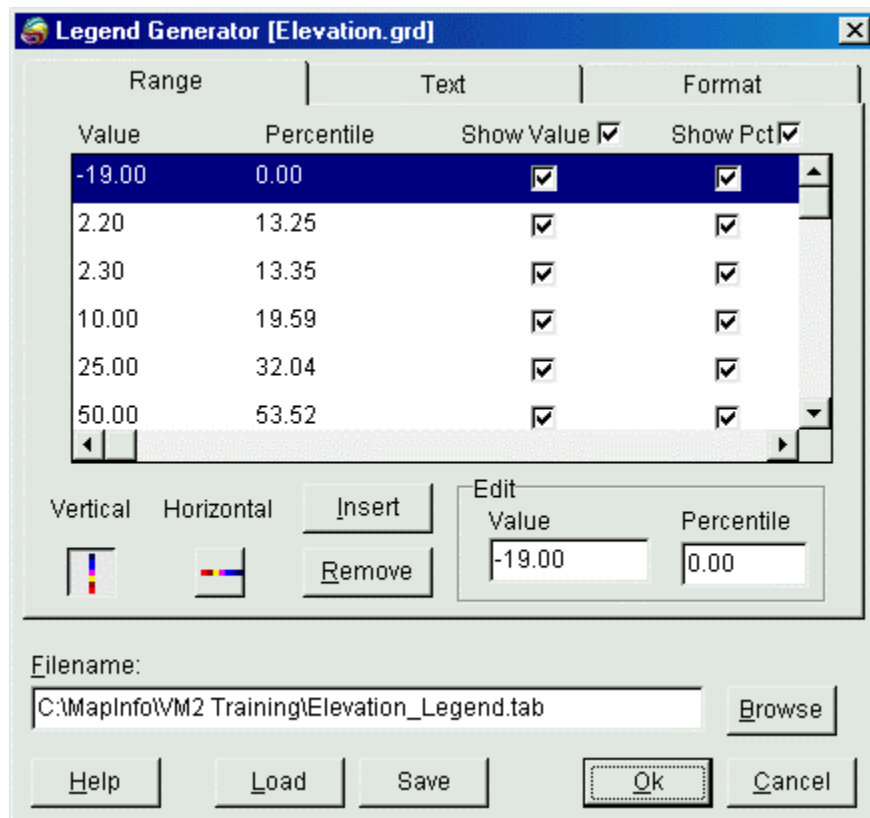 Legend Generator [Elevation.grd]
Range Text Format
Value Percentile Show Value Show Pct
-19.00 0.00
2.20 13.25
2.30 13.35
10.00 19.59
25.00 32.04
50.00 53.52
Vertical Horizontal Insert
Remove
Edit
Value Percentile
-19.00 0.00
Filename:
C:\MapInfo\VM2 Training\Elevation_Legend.tab Browse
Help Load Save Ok Cancel